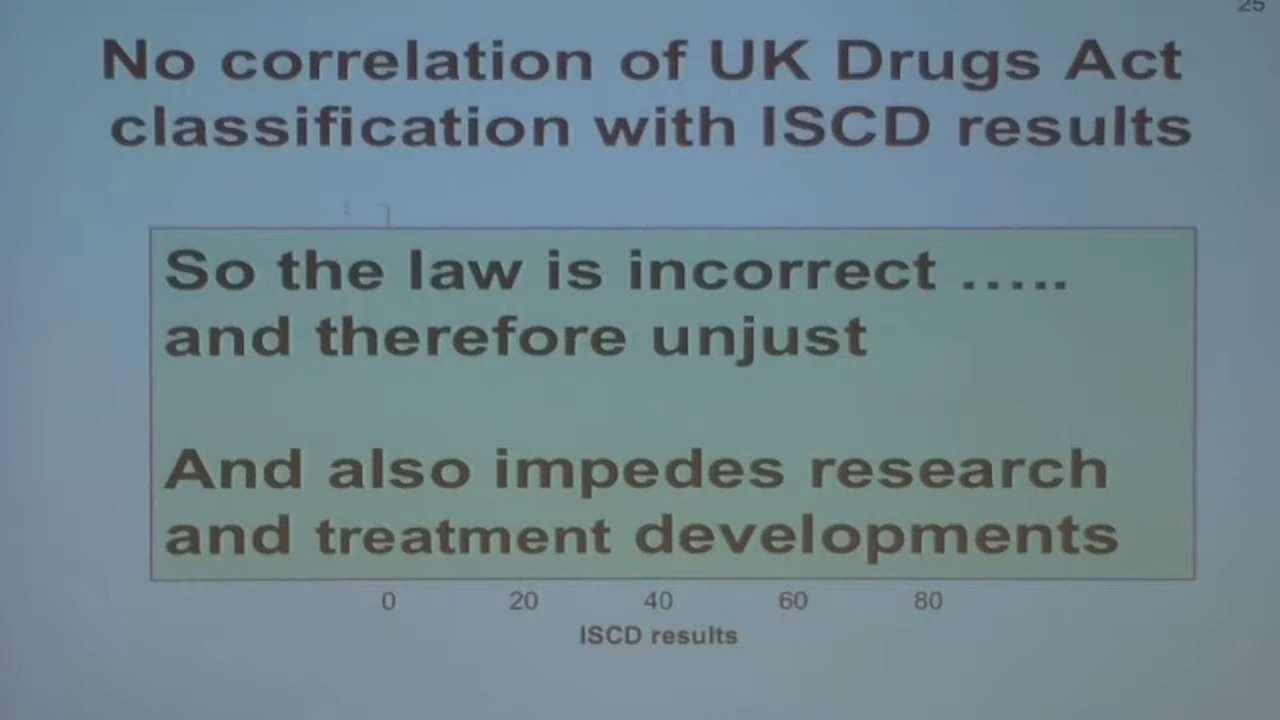 25
No correlation of UK Drugs Act
classification with ISCD results
So the law is incorrect .....
and therefore unjust
And also impedes research
and treatment developments
0 20 40 60 80
ISCD results